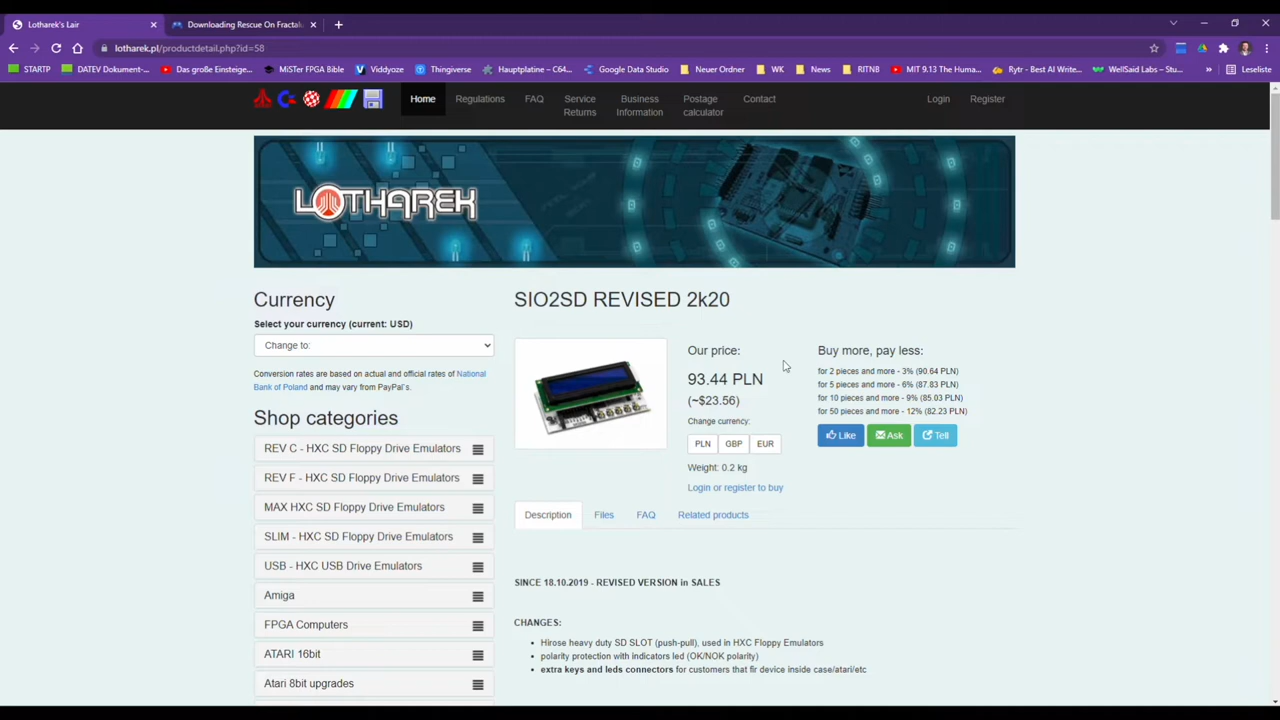 Lotharek's Lair
Downloading Rescue On Fractalu
lotharek.pl/productdetail.php?id=58
STARTP
DATEV Dokument-...
Das große Einsteige...
MiSTer FPGA Bible
Viddyoze
Thingiverse
Hauptplatine – C64...
Google Data Studio
Neuer Ordner
WK
News
RITNB
MIT 9.13 The Huma...
Rytr - Best AI Write...
WellSaid Labs – Stu...
»
Leseliste
Home
Regulations
FAQ
Service
Returns
Business
Information
Postage
calculator
Contact
Login
Register
LOTHAREK
Currency
Select your currency (current: USD)
Change to:
Conversion rates are based on actual and official rates of National
Bank of Poland and may vary from PayPal`s.
Shop categories
REV C - HXC SD Floppy Drive Emulators
REV F - HXC SD Floppy Drive Emulators
MAX HXC SD Floppy Drive Emulators
SLIM - HXC SD Floppy Drive Emulators
USB - HXC USB Drive Emulators
Amiga
FPGA Computers
ATARI 16bit
Atari 8bit upgrades
SIO2SD REVISED 2k20
Our price:
93.44 PLN
(~$23.56)
Change currency:
PLN
GBP
EUR
Weight: 0.2 kg
Login or register to buy
Buy more, pay less:
for 2 pieces and more - 3% (90.64 PLN)
for 5 pieces and more - 6% (87.83 PLN)
for 10 pieces and more - 9% (85.03 PLN)
for 50 pieces and more - 12% (82.23 PLN)
Like
Ask
Tell
Description
Files
FAQ
Related products
SINCE 18.10.2019 - REVISED VERSION in SALES
CHANGES:
Hirose heavy duty SD SLOT (push-pull), used in HXC Floppy Emulators
polarity protection with indicators led (OK/NOK polarity)
extra keys and leds connectors for customers that fir device inside case/atari/etc